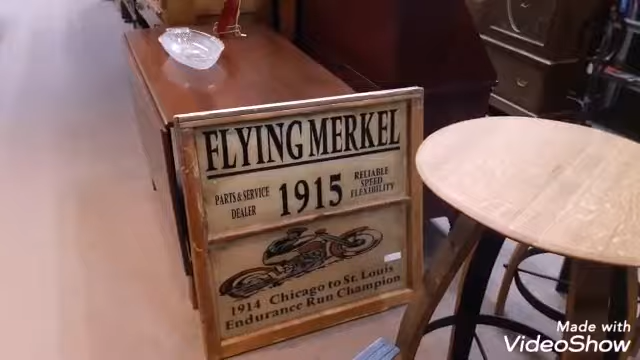 FLYING MERKEL
PARTS & SERVICE
DEALER
1915
RELIABLE
SPEED
FLEXIBILITY
1914 Chicago to St. Louis
Endurance Run Champion
Made with
VideoShow